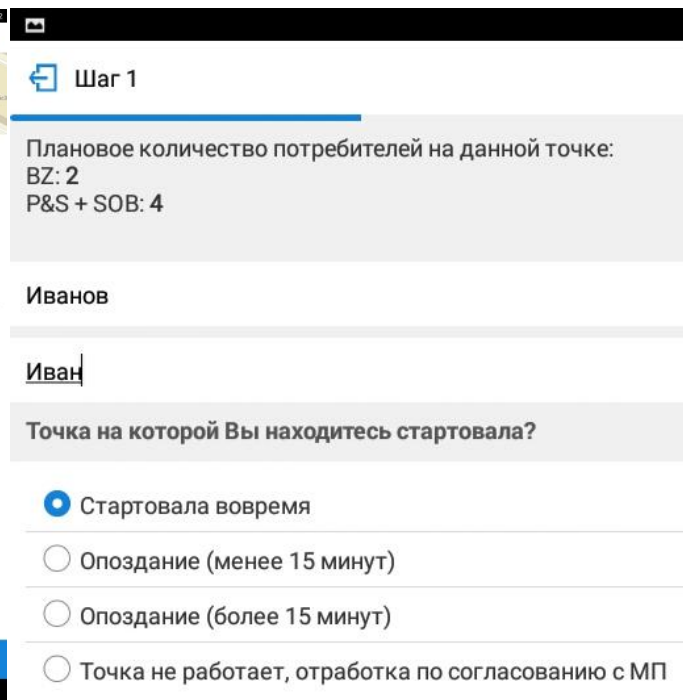 Шаг 1
Плановое количество потребителей на данной точке:
BZ: 2
P&S + SOB: 4
Иванов
Иван
Точка на которой Вы находитесь стартовала?
Стартовала вовремя
Опоздание (менее 15 минут)
Опоздание (более 15 минут)
Точка не работает, отработка по согласованию с МП